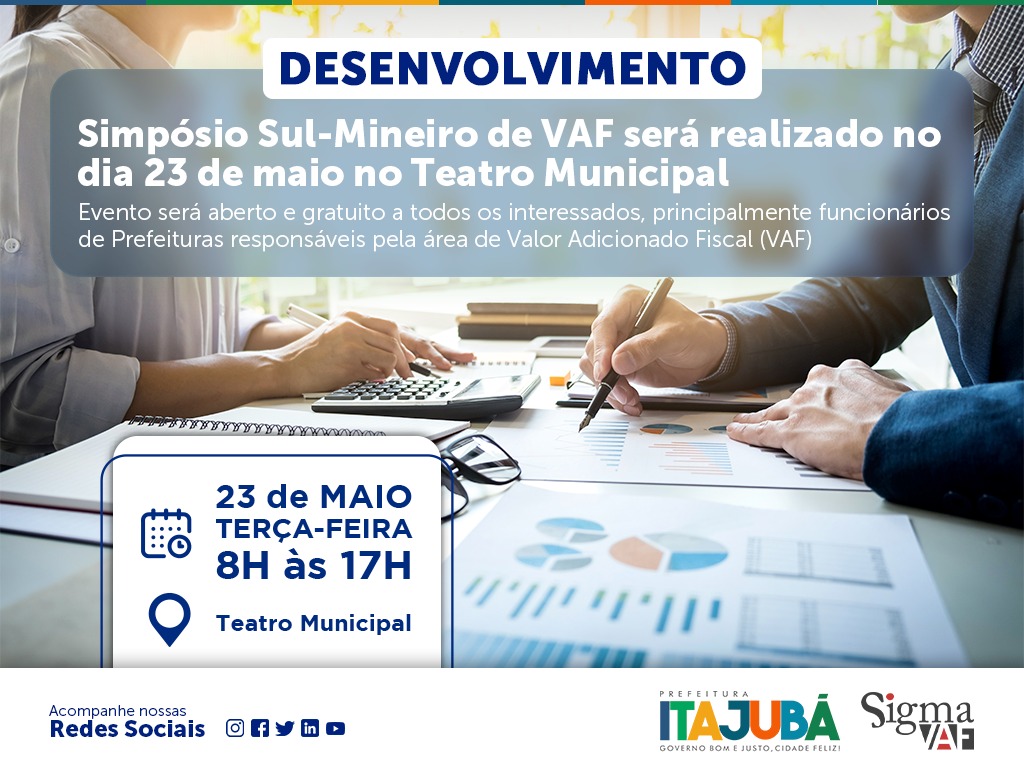 DESENVOLVIMENTO
Simpósio Sul-Mineiro de VAF será realizado no
dia 23 de maio no Teatro Municipal
Evento será aberto e gratuito a todos os interessados, principalmente funcionários
de Prefeituras responsáveis pela área de Valor Adicionado Fiscal (VAF)
23 de MAIO
TERÇA-FEIRA
8H às 17H
Teatro Municipal
Acompanhe nossas
Redes Sociais
PREFEITURA
ITAJUBÁ
GOVERNO BOM E JUSTO, CIDADE FELIZ!
Sigma
VAF